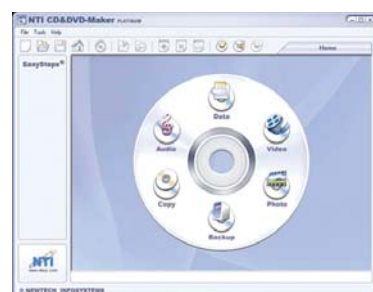 NTI CD&DVD-Maker PLATINUM
File Tools Help
Home
EasySteps®
Data
Audio
Video
Copy
Photo
Backup
NTI
© NEWTECH INFOSYSTEMS